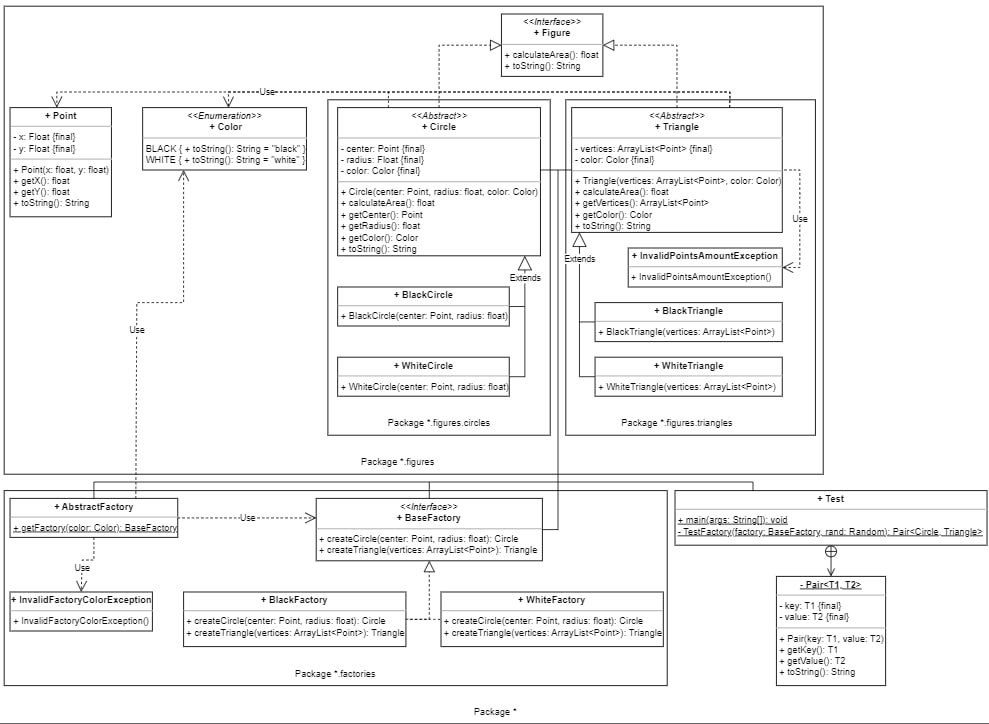 <<Interface>>
+ Figure
+ calculateArea(): float
+ toString(): String
Use
+ Point
- x: Float {final}
- y: Float {final}
+ Point(x: float, y: float)
+ getX(): float
+ getY(): float
+ toString(): String
<<Enumeration>>
+ Color
BLACK { + toString(): String = "black" }
WHITE { + toString(): String = "white" }
<<Abstract>>
+ Circle
- center: Point {final}
- radius: Float {final}
- color: Color {final}
+ Circle(center: Point, radius: float, color: Color)
+ calculateArea(): float
+ getCenter(): Point
+ getRadius(): float
+ getColor(): Color
+ toString(): String
<<Abstract>>
+ Triangle
- vertices: ArrayList<Point> {final}
- color: Color {final}
+ Triangle(vertices: ArrayList<Point>, color: Color)
+ calculateArea(): float
+ getVertices(): ArrayList<Point>
+ getColor(): Color
+ toString(): String
Use
Extends
Extends
+ InvalidPointsAmountException
+ InvalidPointsAmountException()
+ BlackCircle
+ BlackCircle(center: Point, radius: float)
+ BlackTriangle
+ BlackTriangle(vertices: ArrayList<Point>)
Use
+ WhiteCircle
+ WhiteCircle(center: Point, radius: float)
+ WhiteTriangle
+ WhiteTriangle(vertices: ArrayList<Point>)
Package *.figures.circles
Package *.figures.triangles
Package *.figures
+ AbstractFactory
+ getFactory(color: Color): BaseFactory
Use
<<Interface>>
+ BaseFactory
+ createCircle(center: Point, radius: float): Circle
+ createTriangle(vertices: ArrayList<Point>): Triangle
+ Test
+ main(args: String[]): void
- TestFactory(factory: BaseFactory, rand: Random): Pair<Circle, Triangle>
Use
+ InvalidFactoryColorException
+ InvalidFactoryColorException()
+ BlackFactory
+ createCircle(center: Point, radius: float): Circle
+ createTriangle(vertices: ArrayList<Point>): Triangle
+ WhiteFactory
+ createCircle(center: Point, radius: float): Circle
+ createTriangle(vertices: ArrayList<Point>): Triangle
- Pair<T1, T2>
- key: T1 {final}
- value: T2 {final}
+ Pair(key: T1, value: T2)
+ getKey(): T1
+ getValue(): T2
+ toString(): String
Package *.factories
Package *